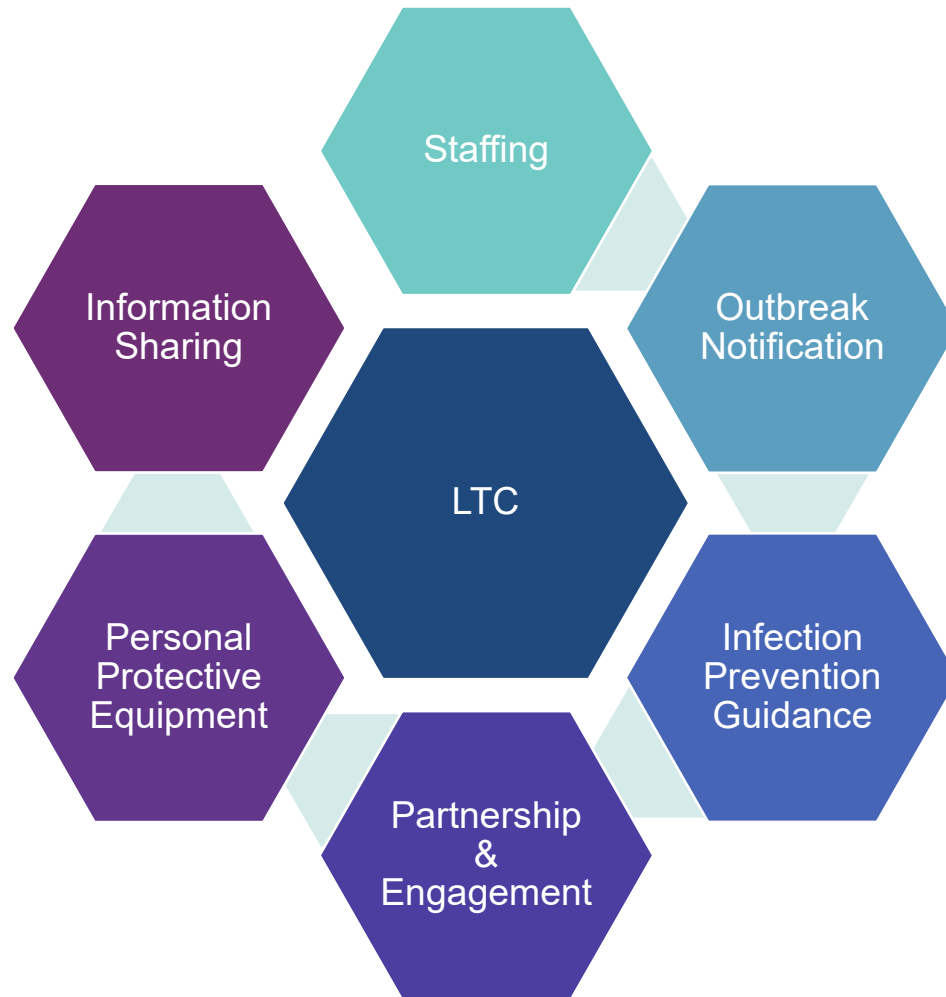 Staffing
Outbreak
Notification
Infection
Prevention
Guidance
Partnership
&
Engagement
Personal
Protective
Equipment
Information
Sharing
LTC